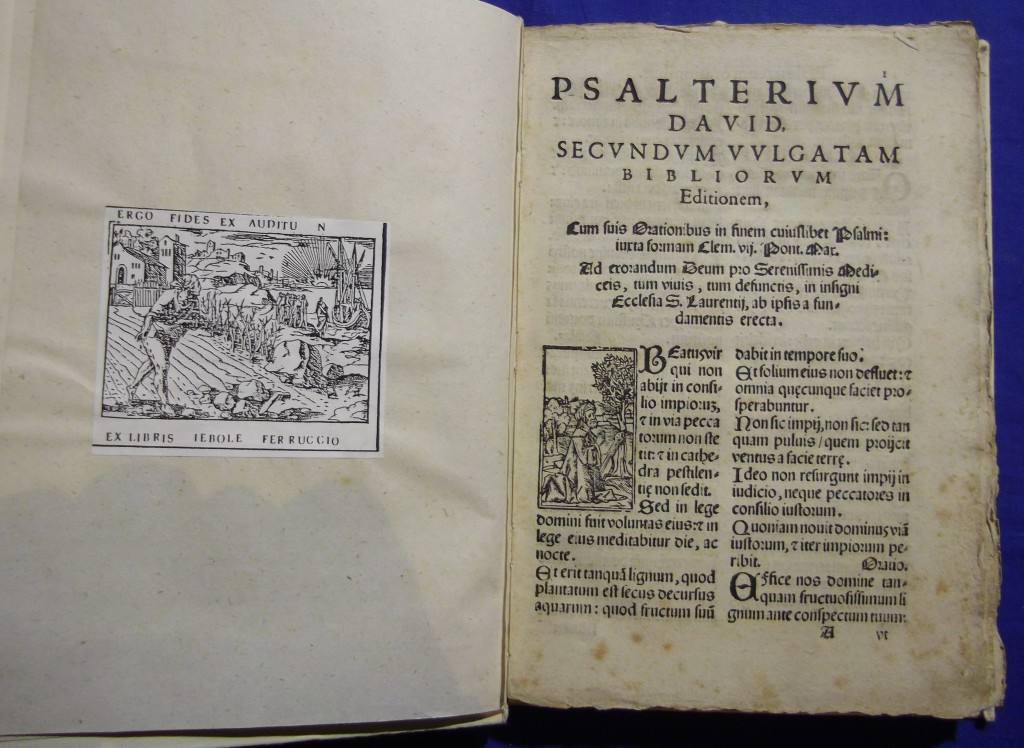 ERGO FIDES EX AUDITU N
EX LIBRIS IEBOLE FERRUCCIO
1
PSALTERIVM
DAVID,
SECVNDVM VVLGATAM
BIBLIORVM
Editionem,
Cum suis Orationibus in finem cuiuslibet Psalmi:
iuxta formam Clem. vij. Pont. Max.
Ad exorandum Deum pro Serenissimis Medi-
ceis, tum viuis, tum defunctis, in insigni
Ecclesia S. Laurentij, ab ipsis a fun-
damentis erecta.
BEatus vir
qui non
abijt in consi-
lio impioruz,
⁊ in via pecca
torum non ste
tit: ⁊ in cathe-
dra pestilen-
tię non sedit.
Sed in lege
domini fuit voluntas eius: ⁊ in
lege eius meditabitur die, ac
nocte.
Et erit tanquã lignum, quod
plantatum est secus decursus
aquarum: quod fructum suũ
dabit in tempore suo:
Et folium eius non defluet: ⁊
omnia quęcunque faciet pro-
sperabuntur.
Non sic impij, non sic: sed tan
quam puluis / quem proijcit
ventus a facie terrę.
Ideo non resurgunt impij in
iudicio, neque peccatores in
consilio iustorum.
Quoniam nouit dominus viã
iustorum, ⁊ iter impiorum pe-
ribit. Oratio.
EFfice nos domine tan-
quam fructuosissimum li
gnum ante conspectum tuum:
A vt